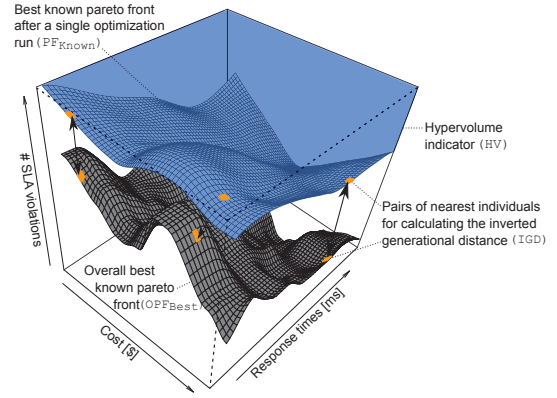 Best known pareto front
after a single optimization
run (PFKnown)
Hypervolume
indicator (HV)
# SLA violations
Pairs of nearest individuals
for calculating the inverted
generational distance (IGD)
Overall best
known pareto
front(OPFBest)
Cost [$]
Response times [ms]